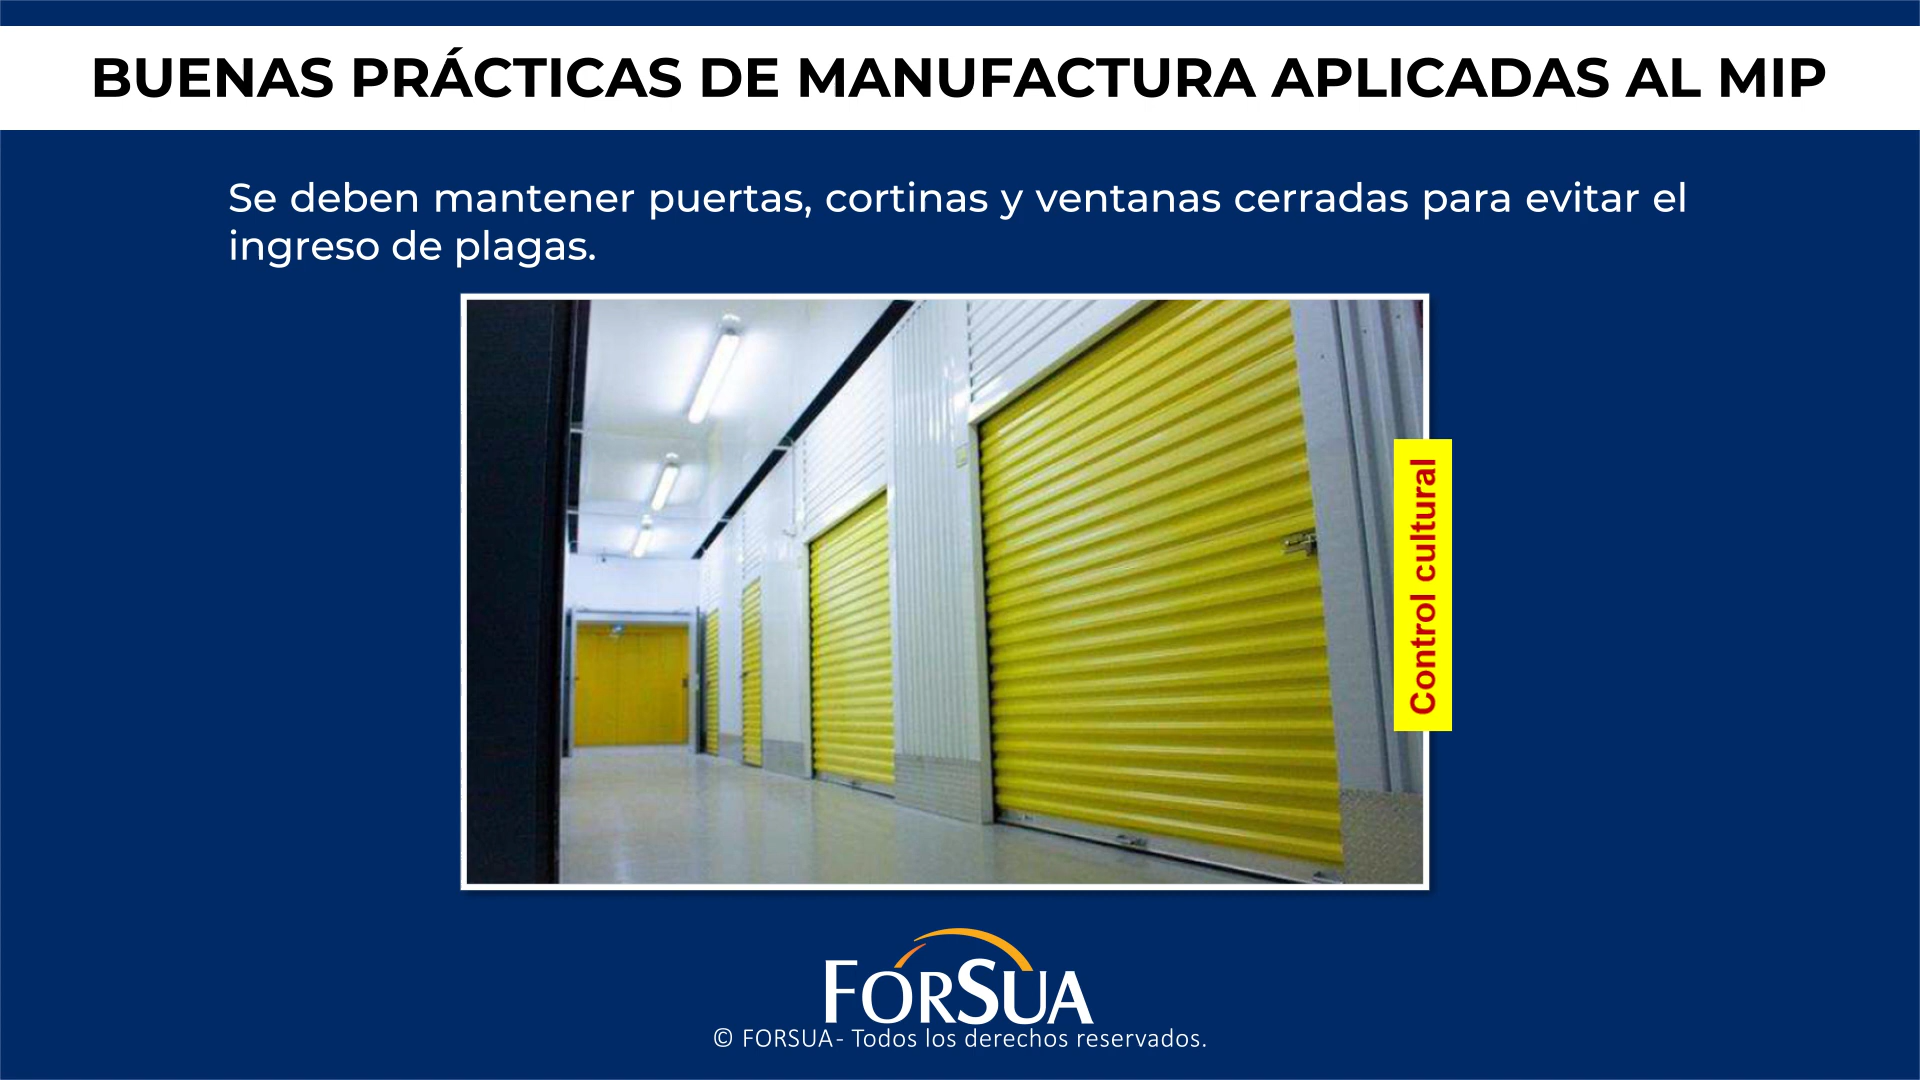 BUENAS PRÁCTICAS DE MANUFACTURA APLICADAS AL MIP
Se deben mantener puertas, cortinas y ventanas cerradas para evitar el
ingreso de plagas.
Control cultural
FORSUA
© FORSUA- Todos los derechos reservados.